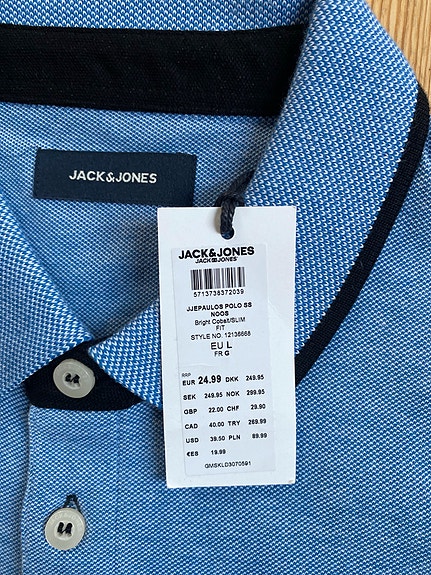 JACK&JONES
JACK&JONES
JACK&JONES
5713738372039
JJEPAULOS POLO SS
NOOS
Bright Cobalt/SLIM
FIT
STYLE NO. 12136668
EU L
FR G
RRP
EUR 24.99 DKK 249.95
SEK 249.95 NOK 299.95
GBP 22.00 CHF 29.90
CAD 40.00 TRY 269.99
USD 39.50 PLN 89.99
€ES 19.99
GMSKLD3070591